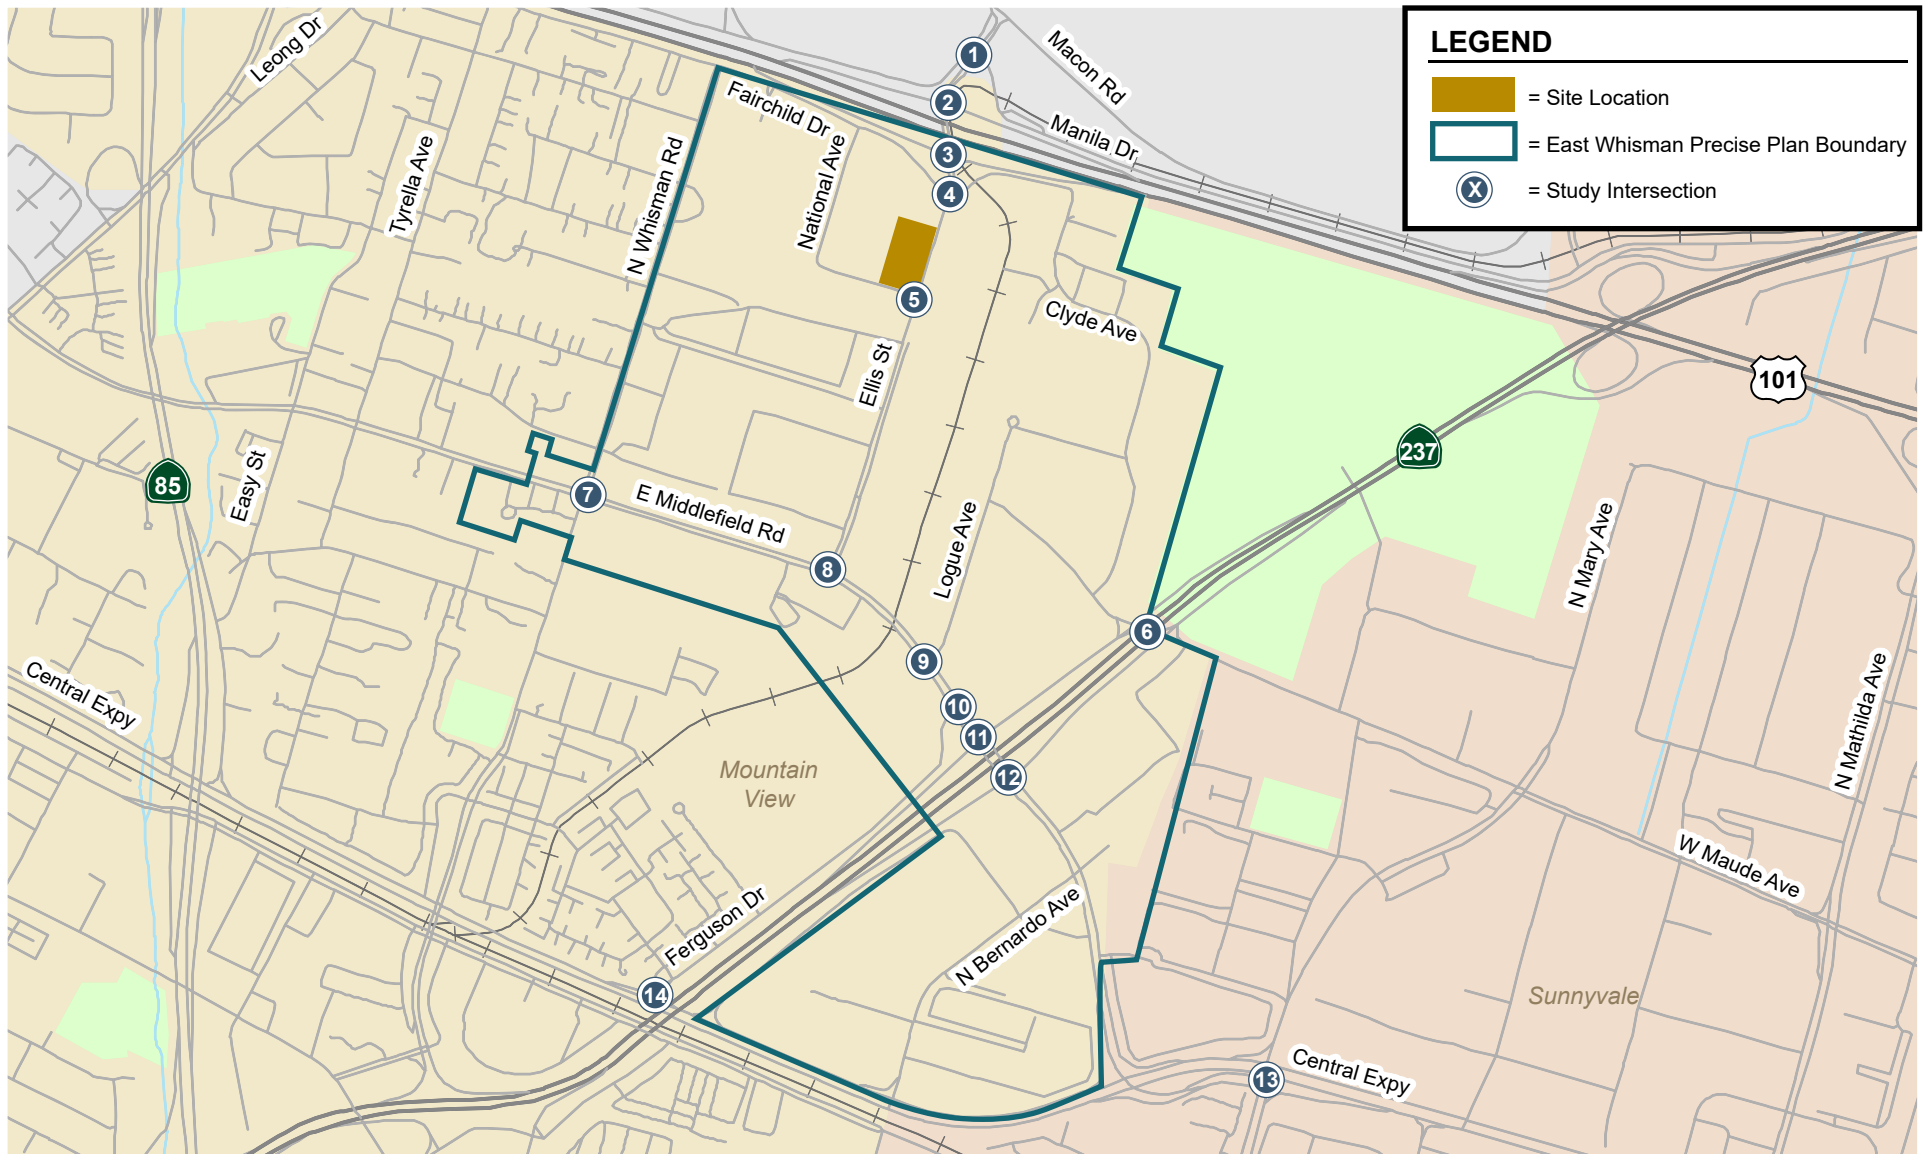 LEGEND
= Site Location
= East Whisman Precise Plan Boundary
X
= Study Intersection
Leong Dr
1
Macon Rd
2
Fairchild Dr
Manila Dr
3
4
Tyrella Ave
N Whisman Rd
National Ave
5
Clyde Ave
Ellis St
101
237
85
Easy St
7
E Middlefield Rd
8
Logue Ave
N Mary Ave
6
9
Central Expy
10
11
12
N Mathilda Ave
Mountain
View
W Maude Ave
Ferguson Dr
N Bernardo Ave
14
Sunnyvale
13
Central Expy